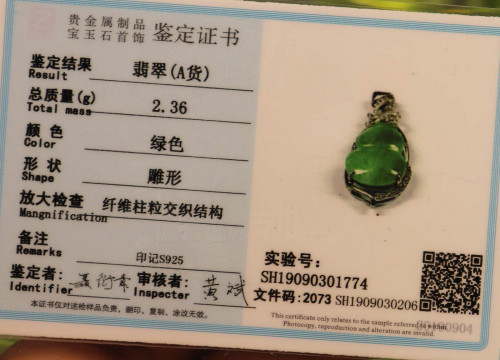 贵金属制品
宝玉石首饰 鉴定证书
鉴定结果 翡翠(A货)
Result
总质量(g) 2.36
Total mass
颜色 绿色
Color
形状 雕形
Shape
放大检查 纤维柱粒交织结构
Mangnification
备注
Remarks 印记S925
鉴定者: 审核者: 黄斌
Identifier Inspecter
本证书仅对送检样品负责,翻印、复制、涂改无效。
实验号:
SH19090301774
文件码: 2073 SH1909030206
This certificate only relates to the sample referred
Photocopy, reproduction and alteration are invalid.